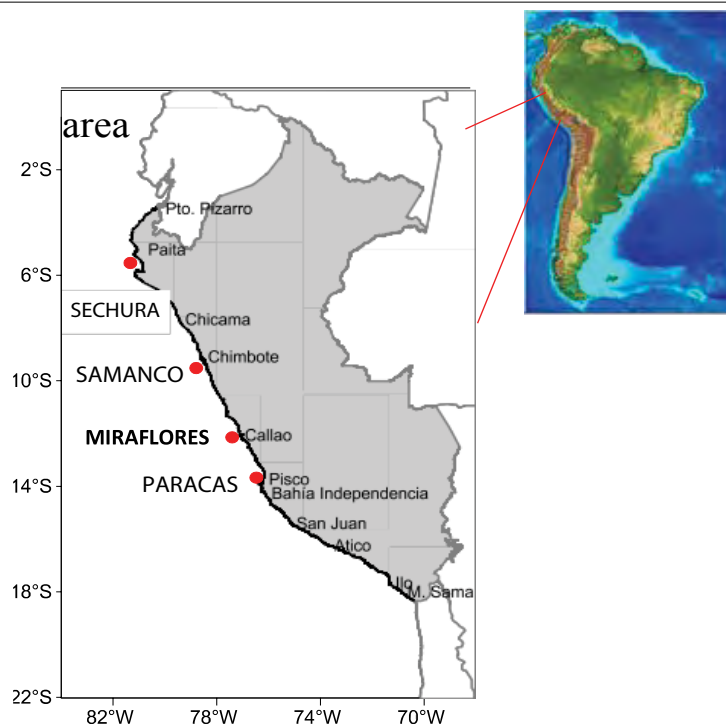 area
2°S
Pto. Pizarro
Paita
6°S
SECHURA
Chicama
Chimbote
SAMANCO
10°S
MIRAFLORES
Callao
14°S
PARACAS
Pisco
Bahía Independencia
San Juan
Atico
Ilo
M. Sama
18°S
22°S
82°W 78°W 74°W 70°W